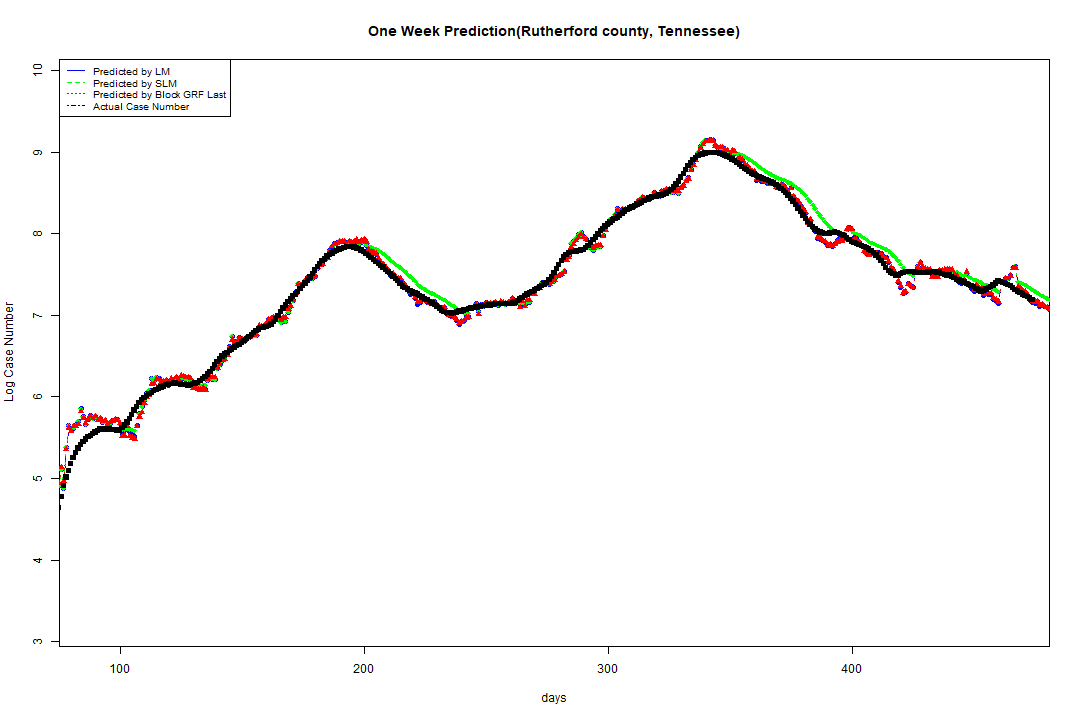 One Week Prediction(Rutherford county, Tennessee)
Predicted by LM
Predicted by SLM
Predicted by Block GRF Last
Actual Case Number
Log Case Number
10
9
8
7
6
5
4
3
100 200 300 400
days